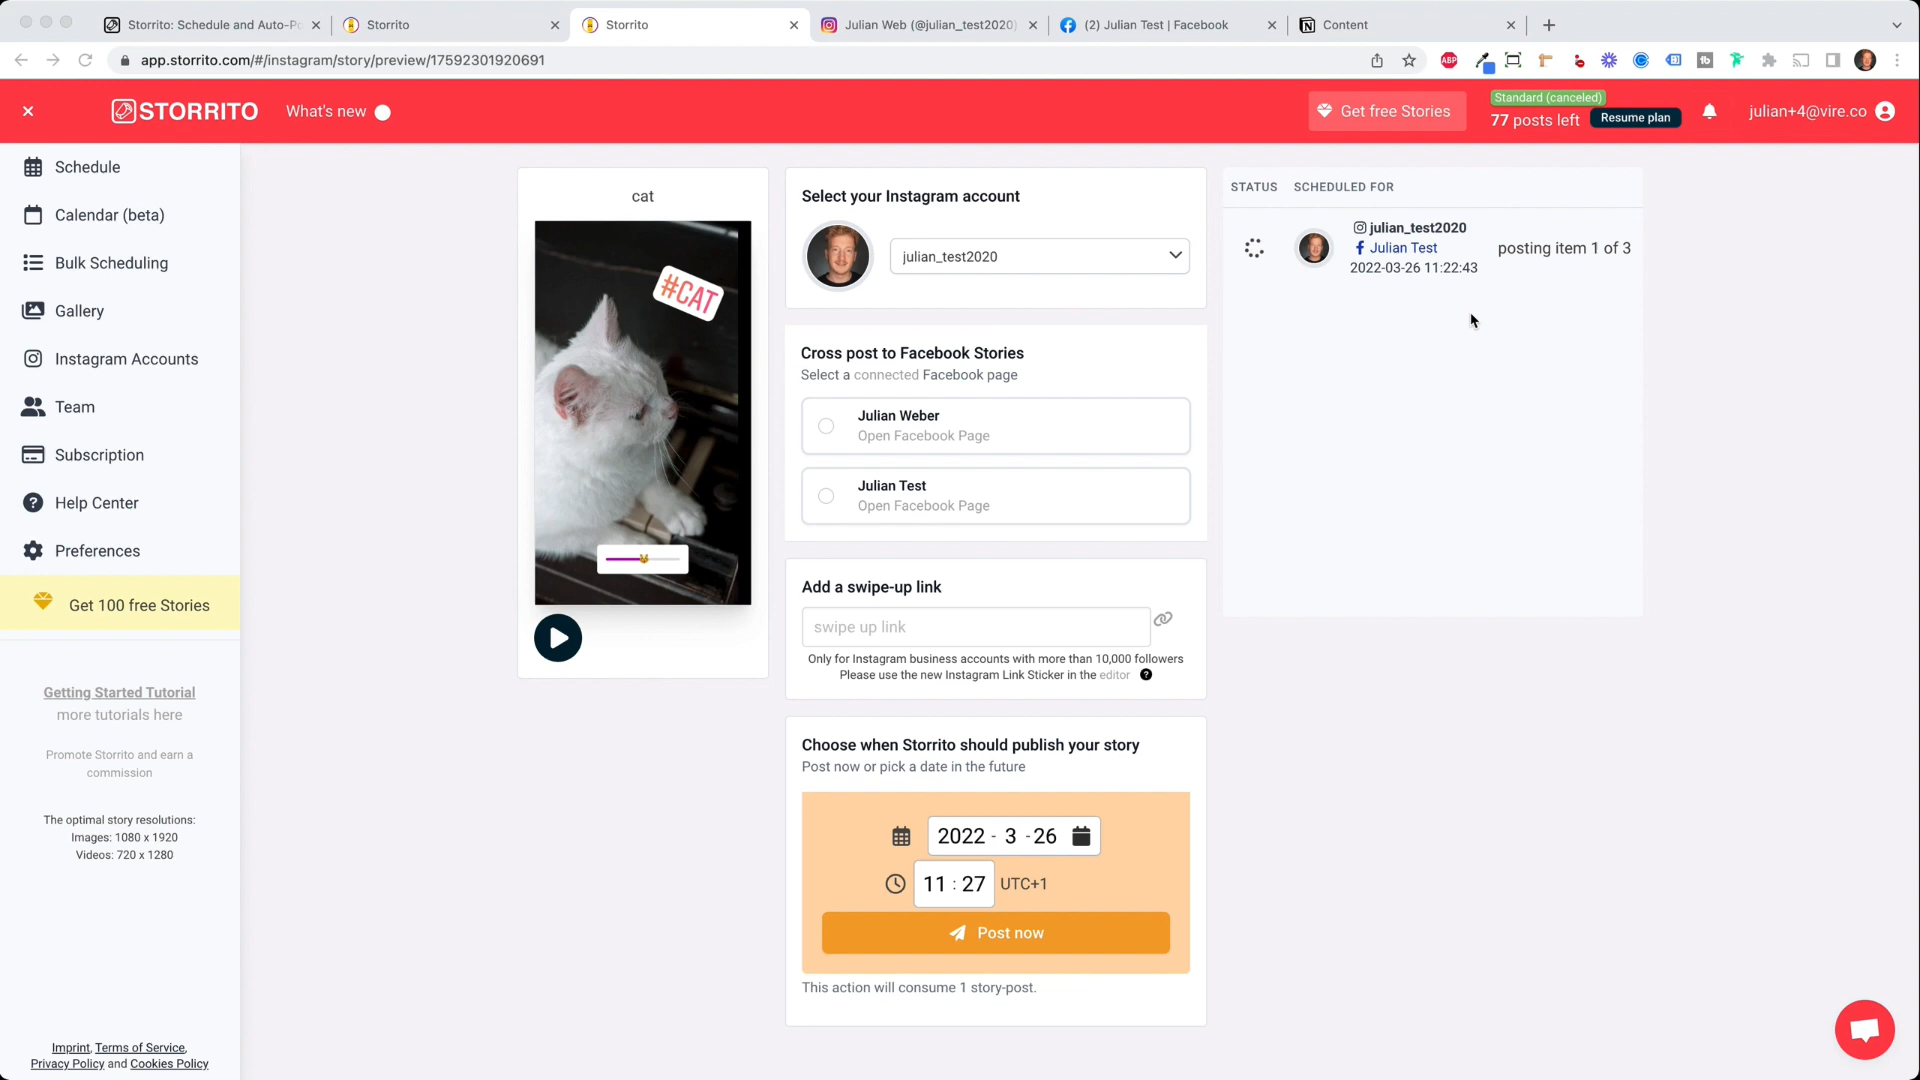 Storrito: Schedule and Auto-Po
Storrito
Storrito
Julian Web (@julian_test2020)
(2) Julian Test | Facebook
Content
app.storrito.com/#/instagram/story/preview/17592301920691
ABP
STORRITO
What's new
Get free Stories
Standard (canceled)
77 posts left
Resume plan
julian+4@vire.co
Schedule
Calendar (beta)
Bulk Scheduling
Gallery
Instagram Accounts
Team
Subscription
Help Center
Preferences
Get 100 free Stories
Getting Started Tutorial
more tutorials here
Promote Storrito and earn a
commission
The optimal story resolutions:
Images: 1080 x 1920
Videos: 720 x 1280
Imprint, Terms of Service,
Privacy Policy and Cookies Policy
cat
#CAT
Select your Instagram account
julian_test2020
Cross post to Facebook Stories
Select a connected Facebook page
Julian Weber
Open Facebook Page
Julian Test
Open Facebook Page
Add a swipe-up link
swipe up link
Only for Instagram business accounts with more than 10,000 followers
Please use the new Instagram Link Sticker in the editor ?
Choose when Storrito should publish your story
Post now or pick a date in the future
2022 - 3 - 26
11 : 27 UTC+1
Post now
This action will consume 1 story-post.
STATUS SCHEDULED FOR
julian_test2020
Julian Test
2022-03-26 11:22:43
posting item 1 of 3